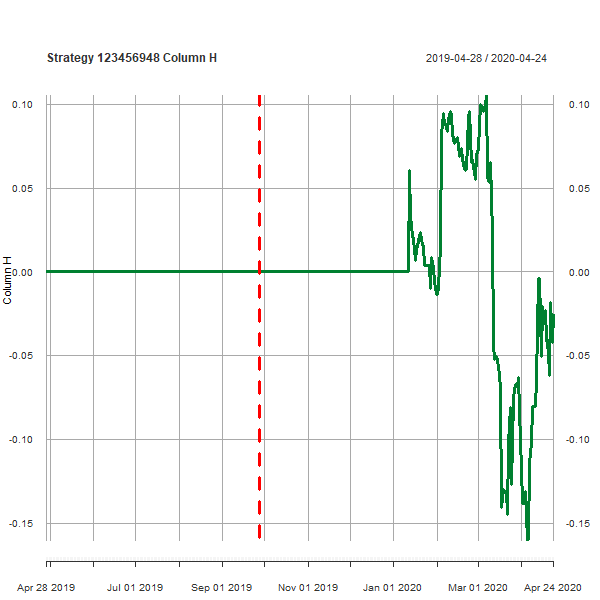 Strategy 123456948 Column H 2019-04-28 / 2020-04-24
0.10 0.10
0.05 0.05
0.00 0.00
Column H
-0.05 -0.05
-0.10 -0.10
-0.15 -0.15
Apr 28 2019 Jul 01 2019 Sep 01 2019 Nov 01 2019 Jan 01 2020 Mar 01 2020 Apr 24 2020